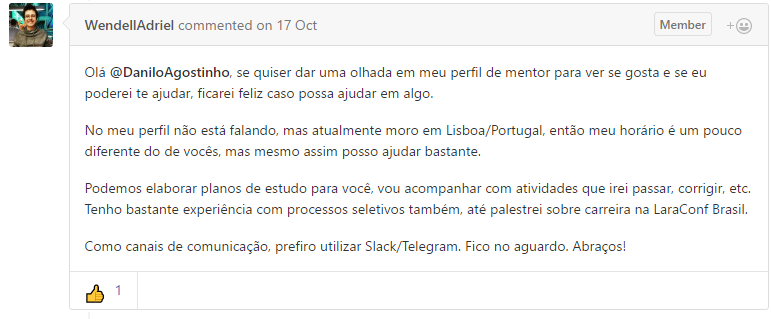 WendellAdriel commented on 17 Oct
Member
Olá @DaniloAgostinho, se quiser dar uma olhada em meu perfil de mentor para ver se gosta e se eu
poderei te ajudar, ficarei feliz caso possa ajudar em algo.
No meu perfil não está falando, mas atualmente moro em Lisboa/Portugal, então meu horário é um pouco
diferente do de vocês, mas mesmo assim posso ajudar bastante.
Podemos elaborar planos de estudo para você, vou acompanhar com atividades que irei passar, corrigir, etc.
Tenho bastante experiência com processos seletivos também, até palestrei sobre carreira na LaraConf Brasil.
Como canais de comunicação, prefiro utilizar Slack/Telegram. Fico no aguardo. Abraços!
1